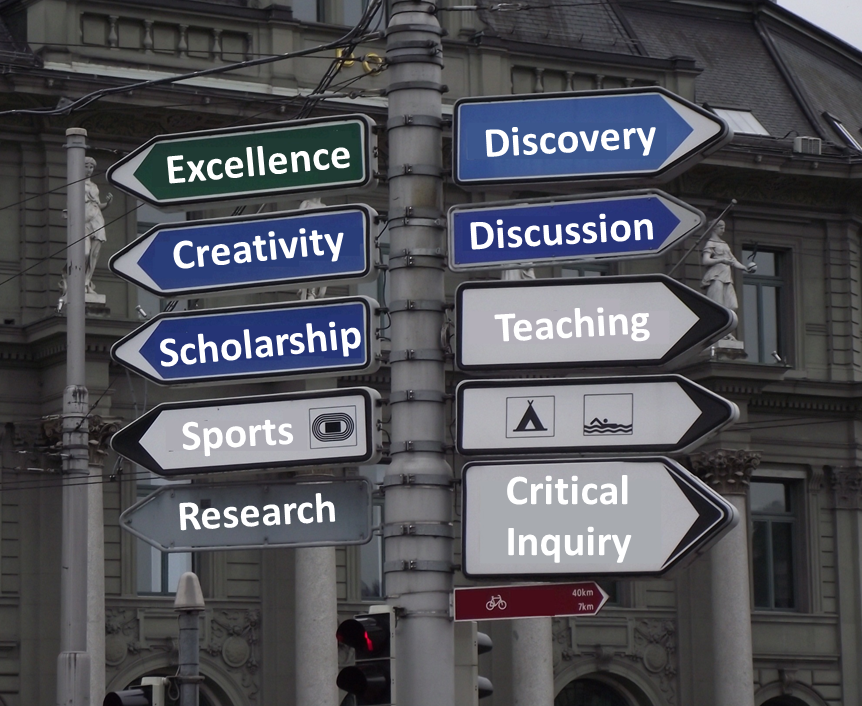 Excellence
Creativity
Scholarship
Sports
Research
Discovery
Discussion
Teaching
Critical
Inquiry
40km
7km